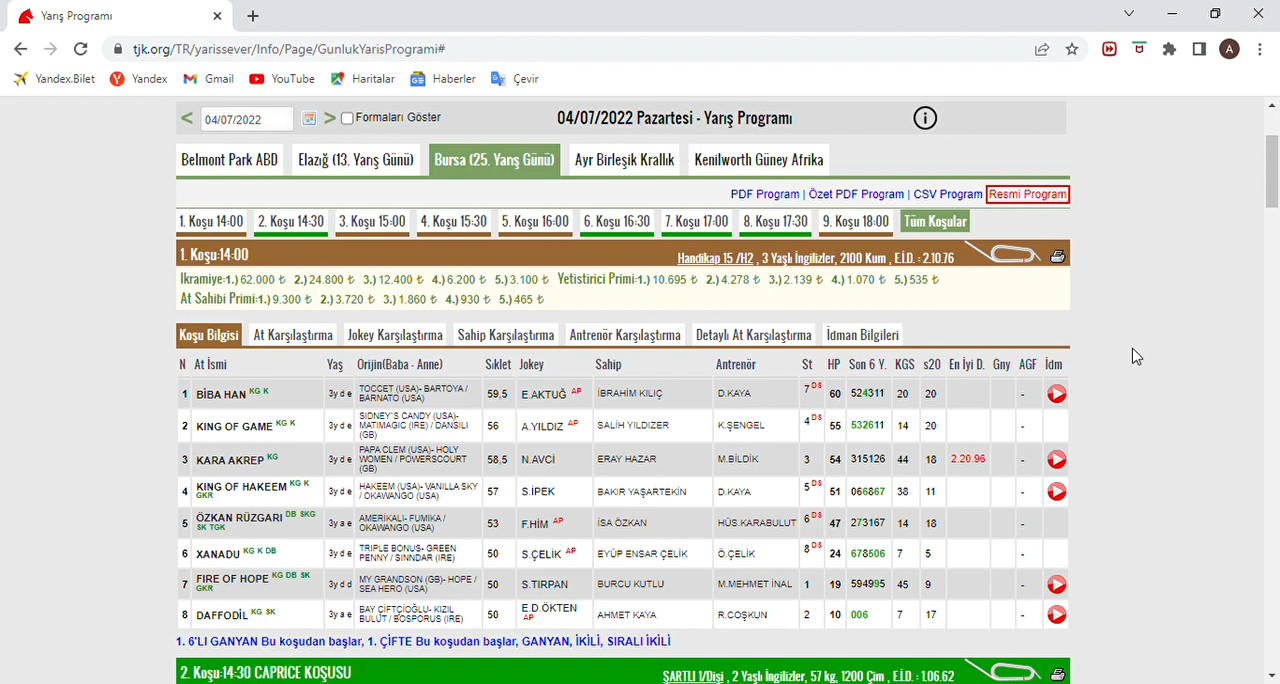 Yarış Programı
tjk.org/TR/yarissever/Info/Page/GunlukYarisProgrami#
A
Yandex.Bilet Yandex Gmail YouTube Haritalar Haberler Çevir
< 04/07/2022 > Formaları Göster 04/07/2022 Pazartesi - Yarış Programı
Belmont Park ABD Elazığ (13. Yarış Günü) Bursa (25. Yarış Günü) Ayr Birleşik Krallık Kenilworth Güney Afrika
PDF Program | Özet PDF Program | CSV Program Resmi Program
1. Koşu 14:00 2. Koşu 14:30 3. Koşu 15:00 4. Koşu 15:30 5. Koşu 16:00 6. Koşu 16:30 7. Koşu 17:00 8. Koşu 17:30 9. Koşu 18:00 Tüm Koşular
1. Koşu:14:00 Handikap 15 /H2 , 3 Yaşlı İngilizler, 2100 Kum , E.İ.D. : 2.10.76
İkramiye:1.) 62.000 ₺ 2.) 24.800 ₺ 3.) 12.400 ₺ 4.) 6.200 ₺ 5.) 3.100 ₺ Yetistirici Primi:1.) 10.695 ₺ 2.) 4.278 ₺ 3.) 2.139 ₺ 4.) 1.070 ₺ 5.) 535 ₺
At Sahibi Primi:1.) 9.300 ₺ 2.) 3.720 ₺ 3.) 1.860 ₺ 4.) 930 ₺ 5.) 465 ₺
Koşu Bilgisi At Karşılaştırma Jokey Karşılaştırma Sahip Karşılaştırma Antrenör Karşılaştırma Detaylı At Karşılaştırma İdman Bilgileri
N At İsmi Yaş Orijin(Baba - Anne) Sıklet Jokey Sahip Antrenör St HP Son 6 Y. KGS s20 En İyi D. Gny AGF İdm
1 BİBA HAN KG K 3y d e TOCCET (USA)- BARTOYA / BARNATO (USA) 59,5 E.AKTUĞ AP İBRAHİM KILIÇ D.KAYA 7 DS 60 524311 20 20 -
2 KING OF GAME KG K 3y d e SIDNEY'S CANDY (USA)- MATIMAGIC (IRE) / DANSILI (GB) 56 A.YILDIZ AP SALİH YILDIZER K.ŞENGEL 4 DS 55 532611 14 20 -
3 KARA AKREP KG 3y d e PAPA CLEM (USA)- HOLY WOMEN / POWERSCOURT (GB) 58,5 N.AVCİ ERAY HAZAR M.BİLDİK 3 54 315126 44 18 2.20.96 -
4 KING OF HAKEEM KG K GKR 3y d e HAKEEM (USA)- VANILLA SKY / OKAWANGO (USA) 57 S.İPEK BAKIR YAŞARTEKİN D.KAYA 5 DS 51 066867 38 11 -
5 ÖZKAN RÜZGARI DB SKG SK TGK 3y a e AMERİKALI- FUMIKA / OKAWANGO (USA) 53 F.HİM AP İSA ÖZKAN HÜS.KARABULUT 6 DS 47 273167 14 18 -
6 XANADU KG K DB 3y d e TRIPLE BONUS- GREEN PENNY / SINNDAR (IRE) 50 S.ÇELİK AP EYÜP ENSAR ÇELİK Ö.ÇELİK 8 DS 24 678506 7 5 -
7 FIRE OF HOPE KG DB SK GKR 3y d d MY GRANDSON (GB)- HOPE / SEA HERO (USA) 50 S.TIRPAN BURCU KUTLU M.MEHMET İNAL 1 19 594995 45 9 -
8 DAFFODİL KG SK 3y a e BAY ÇİFTÇİOĞLU- KIZIL BULUT / BOSPORUS (IRE) 50 E.D.ÖKTEN AP AHMET KAYA R.COŞKUN 2 10 006 7 17 -
1. 6'LI GANYAN Bu koşudan başlar, 1. ÇİFTE Bu koşudan başlar, GANYAN, İKİLİ, SIRALI İKİLİ
2. Koşu:14:30 CAPRICE KOŞUSU ŞARTLI 1/Dişi , 2 Yaşlı İngilizler, 57 kg, 1200 Çim , E.İ.D. : 1.06.62